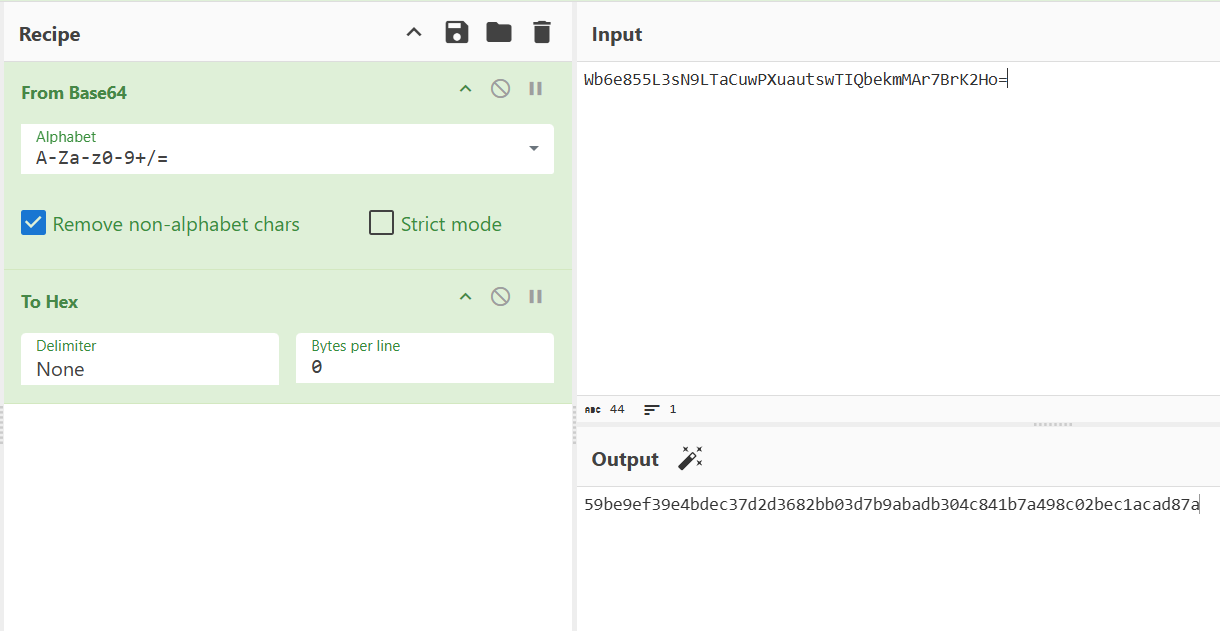 Recipe
From Base64
Alphabet
A-Za-z0-9+/=
Remove non-alphabet chars
Strict mode
To Hex
Delimiter
None
Bytes per line
0
Input
Wb6e855L3sN9LTaCuwPXuautswTIQbekmMAr7BrK2Ho=
ABC 44
1
Output
59be9ef39e4bdec37d2d3682bb03d7b9abadb304c841b7a498c02bec1acad87a